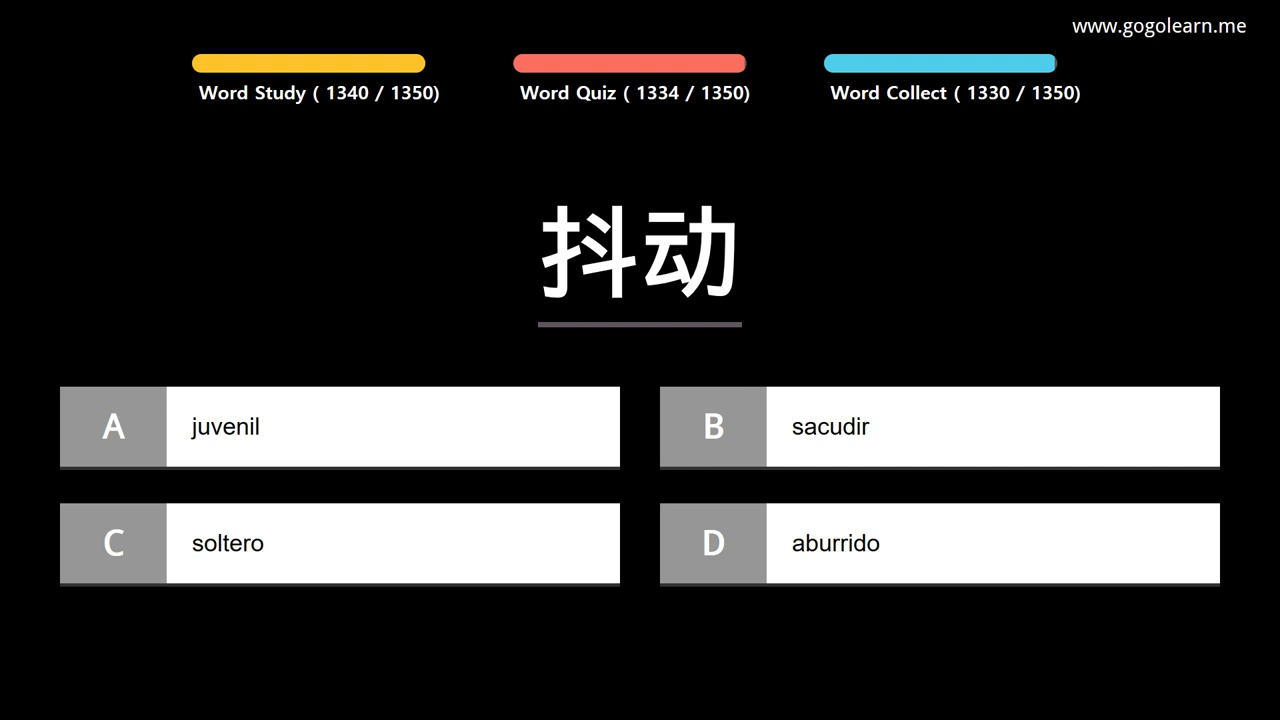 www.gogolearn.me
Word Study ( 1340 / 1350)
Word Quiz ( 1334 / 1350)
Word Collect ( 1330 / 1350)
抖动
A juvenil
B sacudir
C soltero
D aburrido